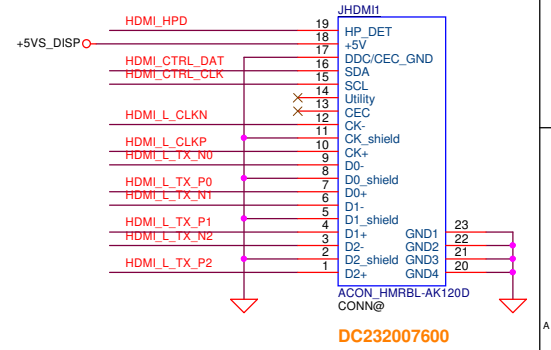 JHDMI1
HDMI_HPD 19 HP_DET
+5VS_DISP 18 +5V
17 DDC/CEC_GND
HDMI_CTRL_DAT 16 SDA
HDMI_CTRL_CLK 15 SCL
14 Utility
13 CEC
HDMI_L_CLKN 12 CK-
11 CK_shield
HDMI_L_CLKP 10 CK+
HDMI_L_TX_N0 9 D0-
8 D0_shield
HDMI_L_TX_P0 7 D0+
HDMI_L_TX_N1 6 D1-
5 D1_shield
HDMI_L_TX_P1 4 D1+ GND1 23
HDMI_L_TX_N2 3 D2- GND2 22
2 D2_shield GND3 21
HDMI_L_TX_P2 1 D2+ GND4 20
ACON_HMRBL-AK120D
CONN@
DC232007600
A